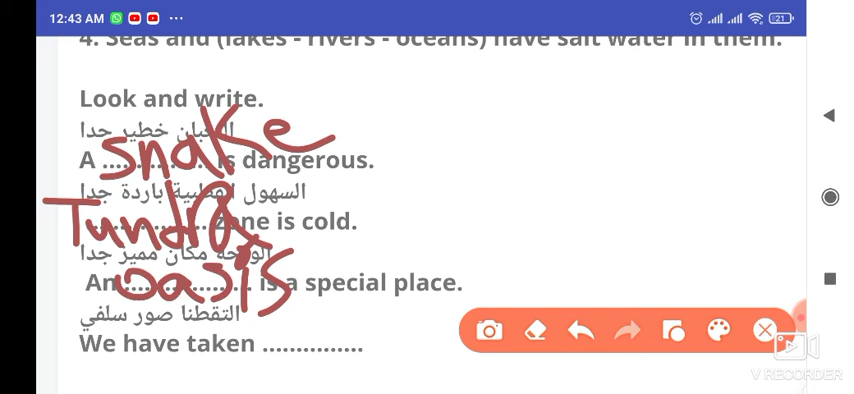 12:43 AM 21
4. Seas and (lakes - rivers - oceans) have salt water in them.
Look and write.
الثعبان خطير جدا
A snake is dangerous.
السهول القطبية باردة جدا
Tundra zone is cold.
الواحة مكان مميز جدا
An oasis is a special place.
التقطنا صور سلفي
We have taken ...............
V RECORDER